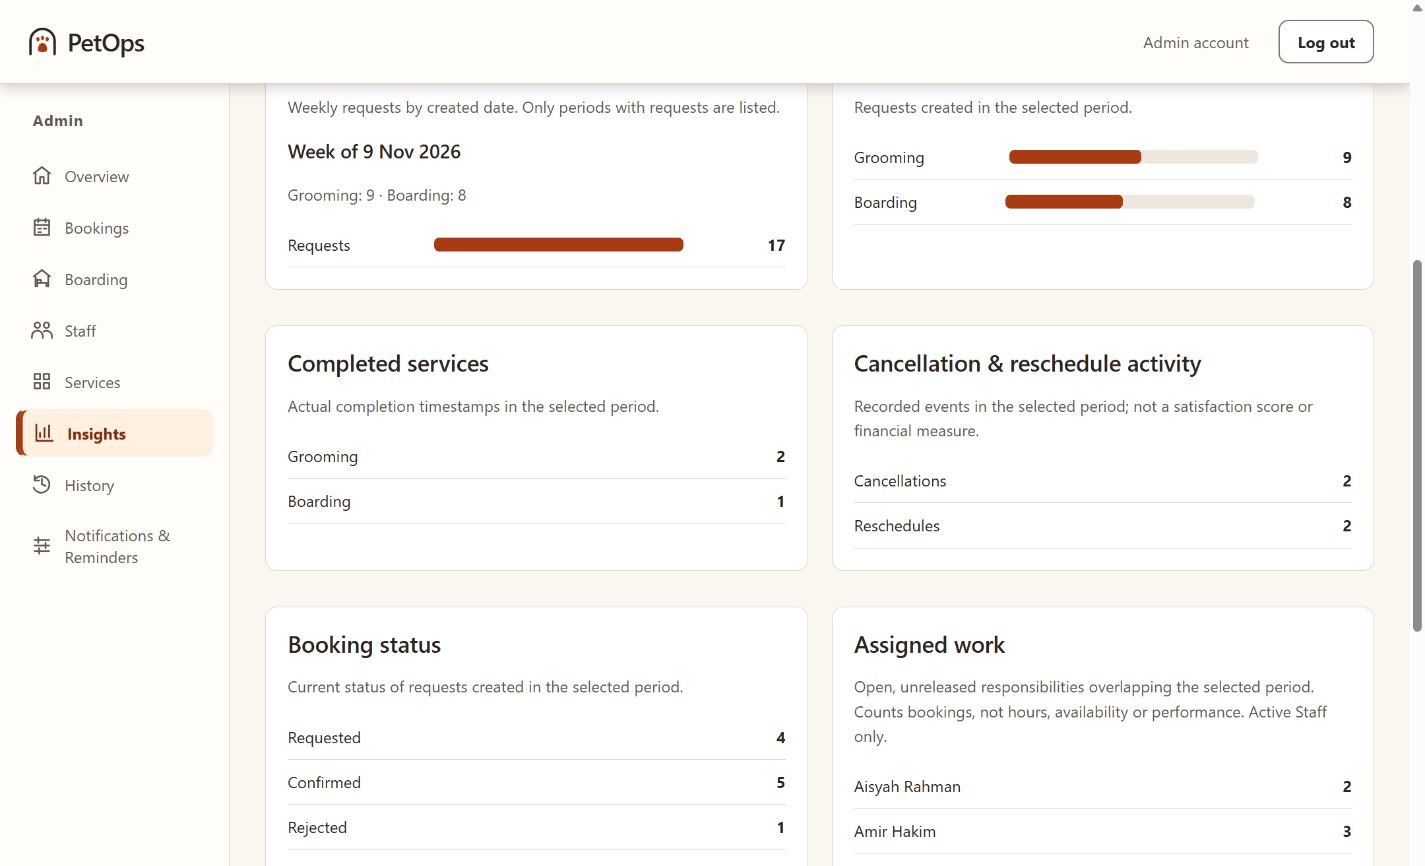 PetOps
Admin account
Log out
Admin
Overview
Bookings
Boarding
Staff
Services
Insights
History
Notifications &
Reminders
Weekly requests by created date. Only periods with requests are listed.
Week of 9 Nov 2026
Grooming: 9 · Boarding: 8
Requests 17
Requests created in the selected period.
Grooming 9
Boarding 8
Completed services
Actual completion timestamps in the selected period.
Grooming 2
Boarding 1
Cancellation & reschedule activity
Recorded events in the selected period; not a satisfaction score or
financial measure.
Cancellations 2
Reschedules 2
Booking status
Current status of requests created in the selected period.
Requested 4
Confirmed 5
Rejected 1
Assigned work
Open, unreleased responsibilities overlapping the selected period.
Counts bookings, not hours, availability or performance. Active Staff
only.
Aisyah Rahman 2
Amir Hakim 3